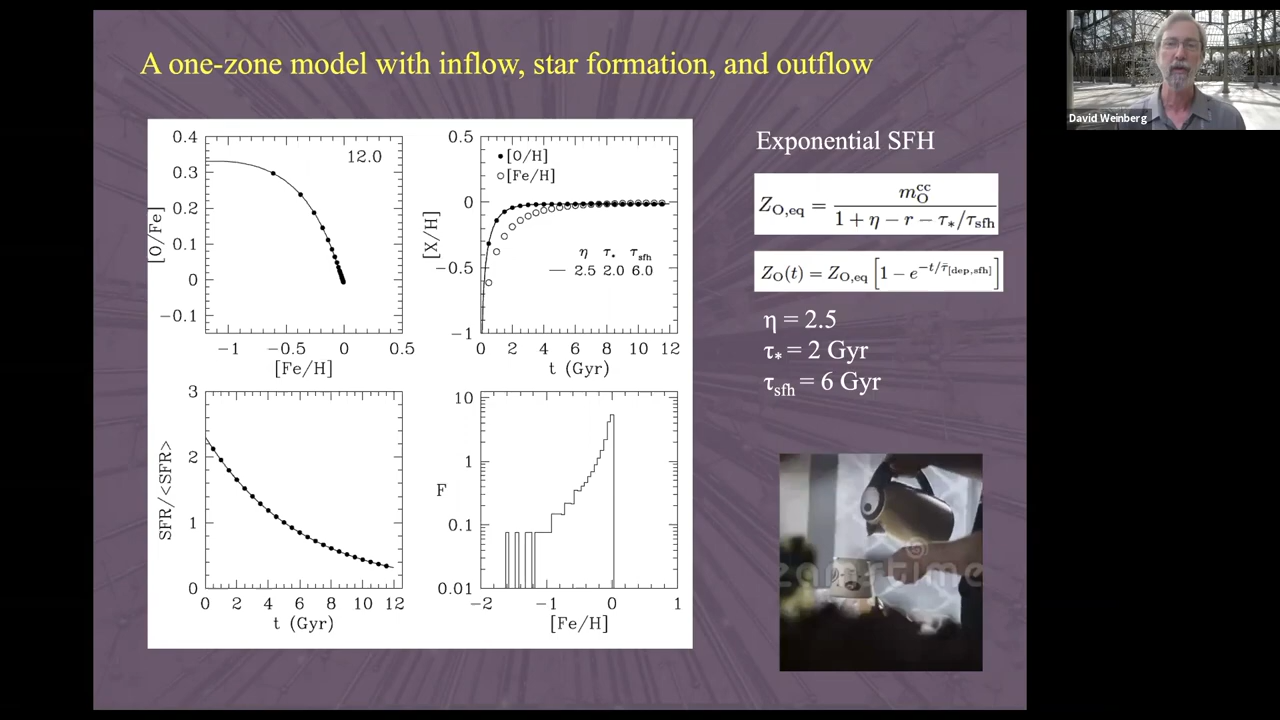 A one-zone model with inflow, star formation, and outflow
David Weinberg
0.4
0.3
0.2
0.1
0
−0.1
[O/Fe]
12.0
−1
−0.5
0
0.5
[Fe/H]
0.5
0
−0.5
−1
[X/H]
[O/H]
[Fe/H]
η τ* τsfh
2.5 2.0 6.0
0 2 4 6 8 10 12
t (Gyr)
3
2
1
0
SFR/<SFR>
0 2 4 6 8 10 12
t (Gyr)
10
1
0.1
0.01
F
−2
−1
0
1
[Fe/H]
Exponential SFH
Z_O,eq = m_O^cc / (1 + η − r − τ*/τsfh)
Z_O(t) = Z_O,eq [1 − e^(−t/τ̄[dep,sfh])]
η = 2.5
τ* = 2 Gyr
τsfh = 6 Gyr